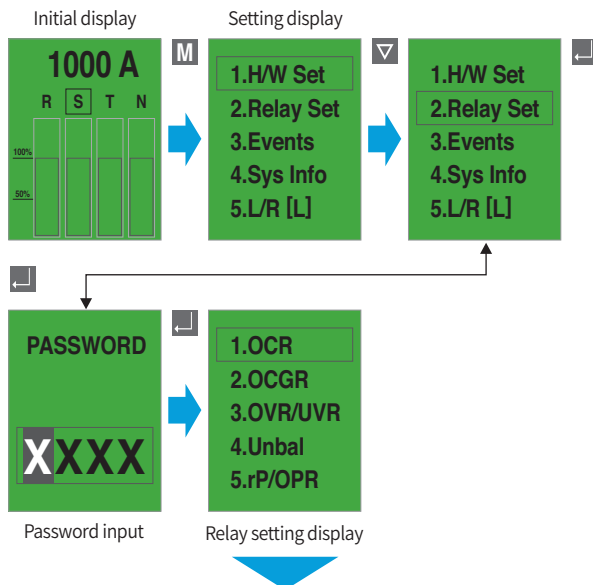 Initial display
Setting display
1000 A
R S T N
100%
50%
M
1.H/W Set
2.Relay Set
3.Events
4.Sys Info
5.L/R [L]
1.H/W Set
2.Relay Set
3.Events
4.Sys Info
5.L/R [L]
PASSWORD
XXXX
Password input
1.OCR
2.OCGR
3.OVR/UVR
4.Unbal
5.rP/OPR
Relay setting display